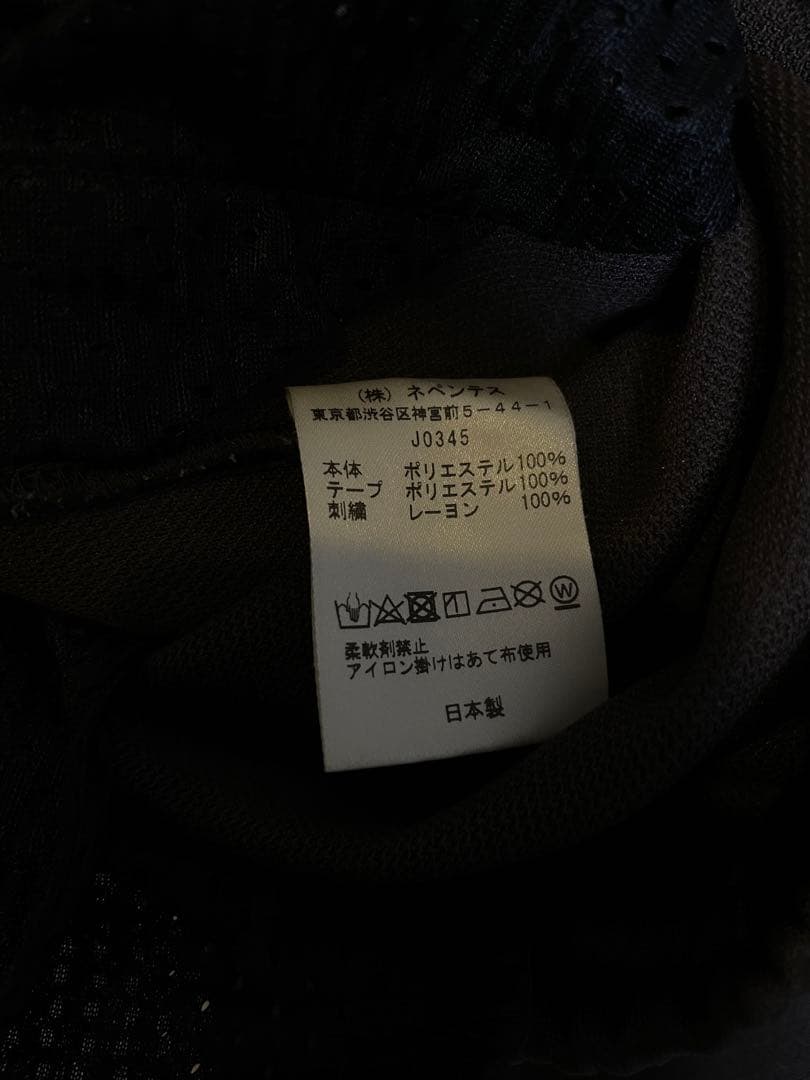 （株）ネペンテス
東京都渋谷区神宮前5－44－1
J0345
本体 ポリエステル100%
テープ ポリエステル100%
刺繍 レーヨン 100%
W
柔軟剤禁止
アイロン掛けはあて布使用
日本製